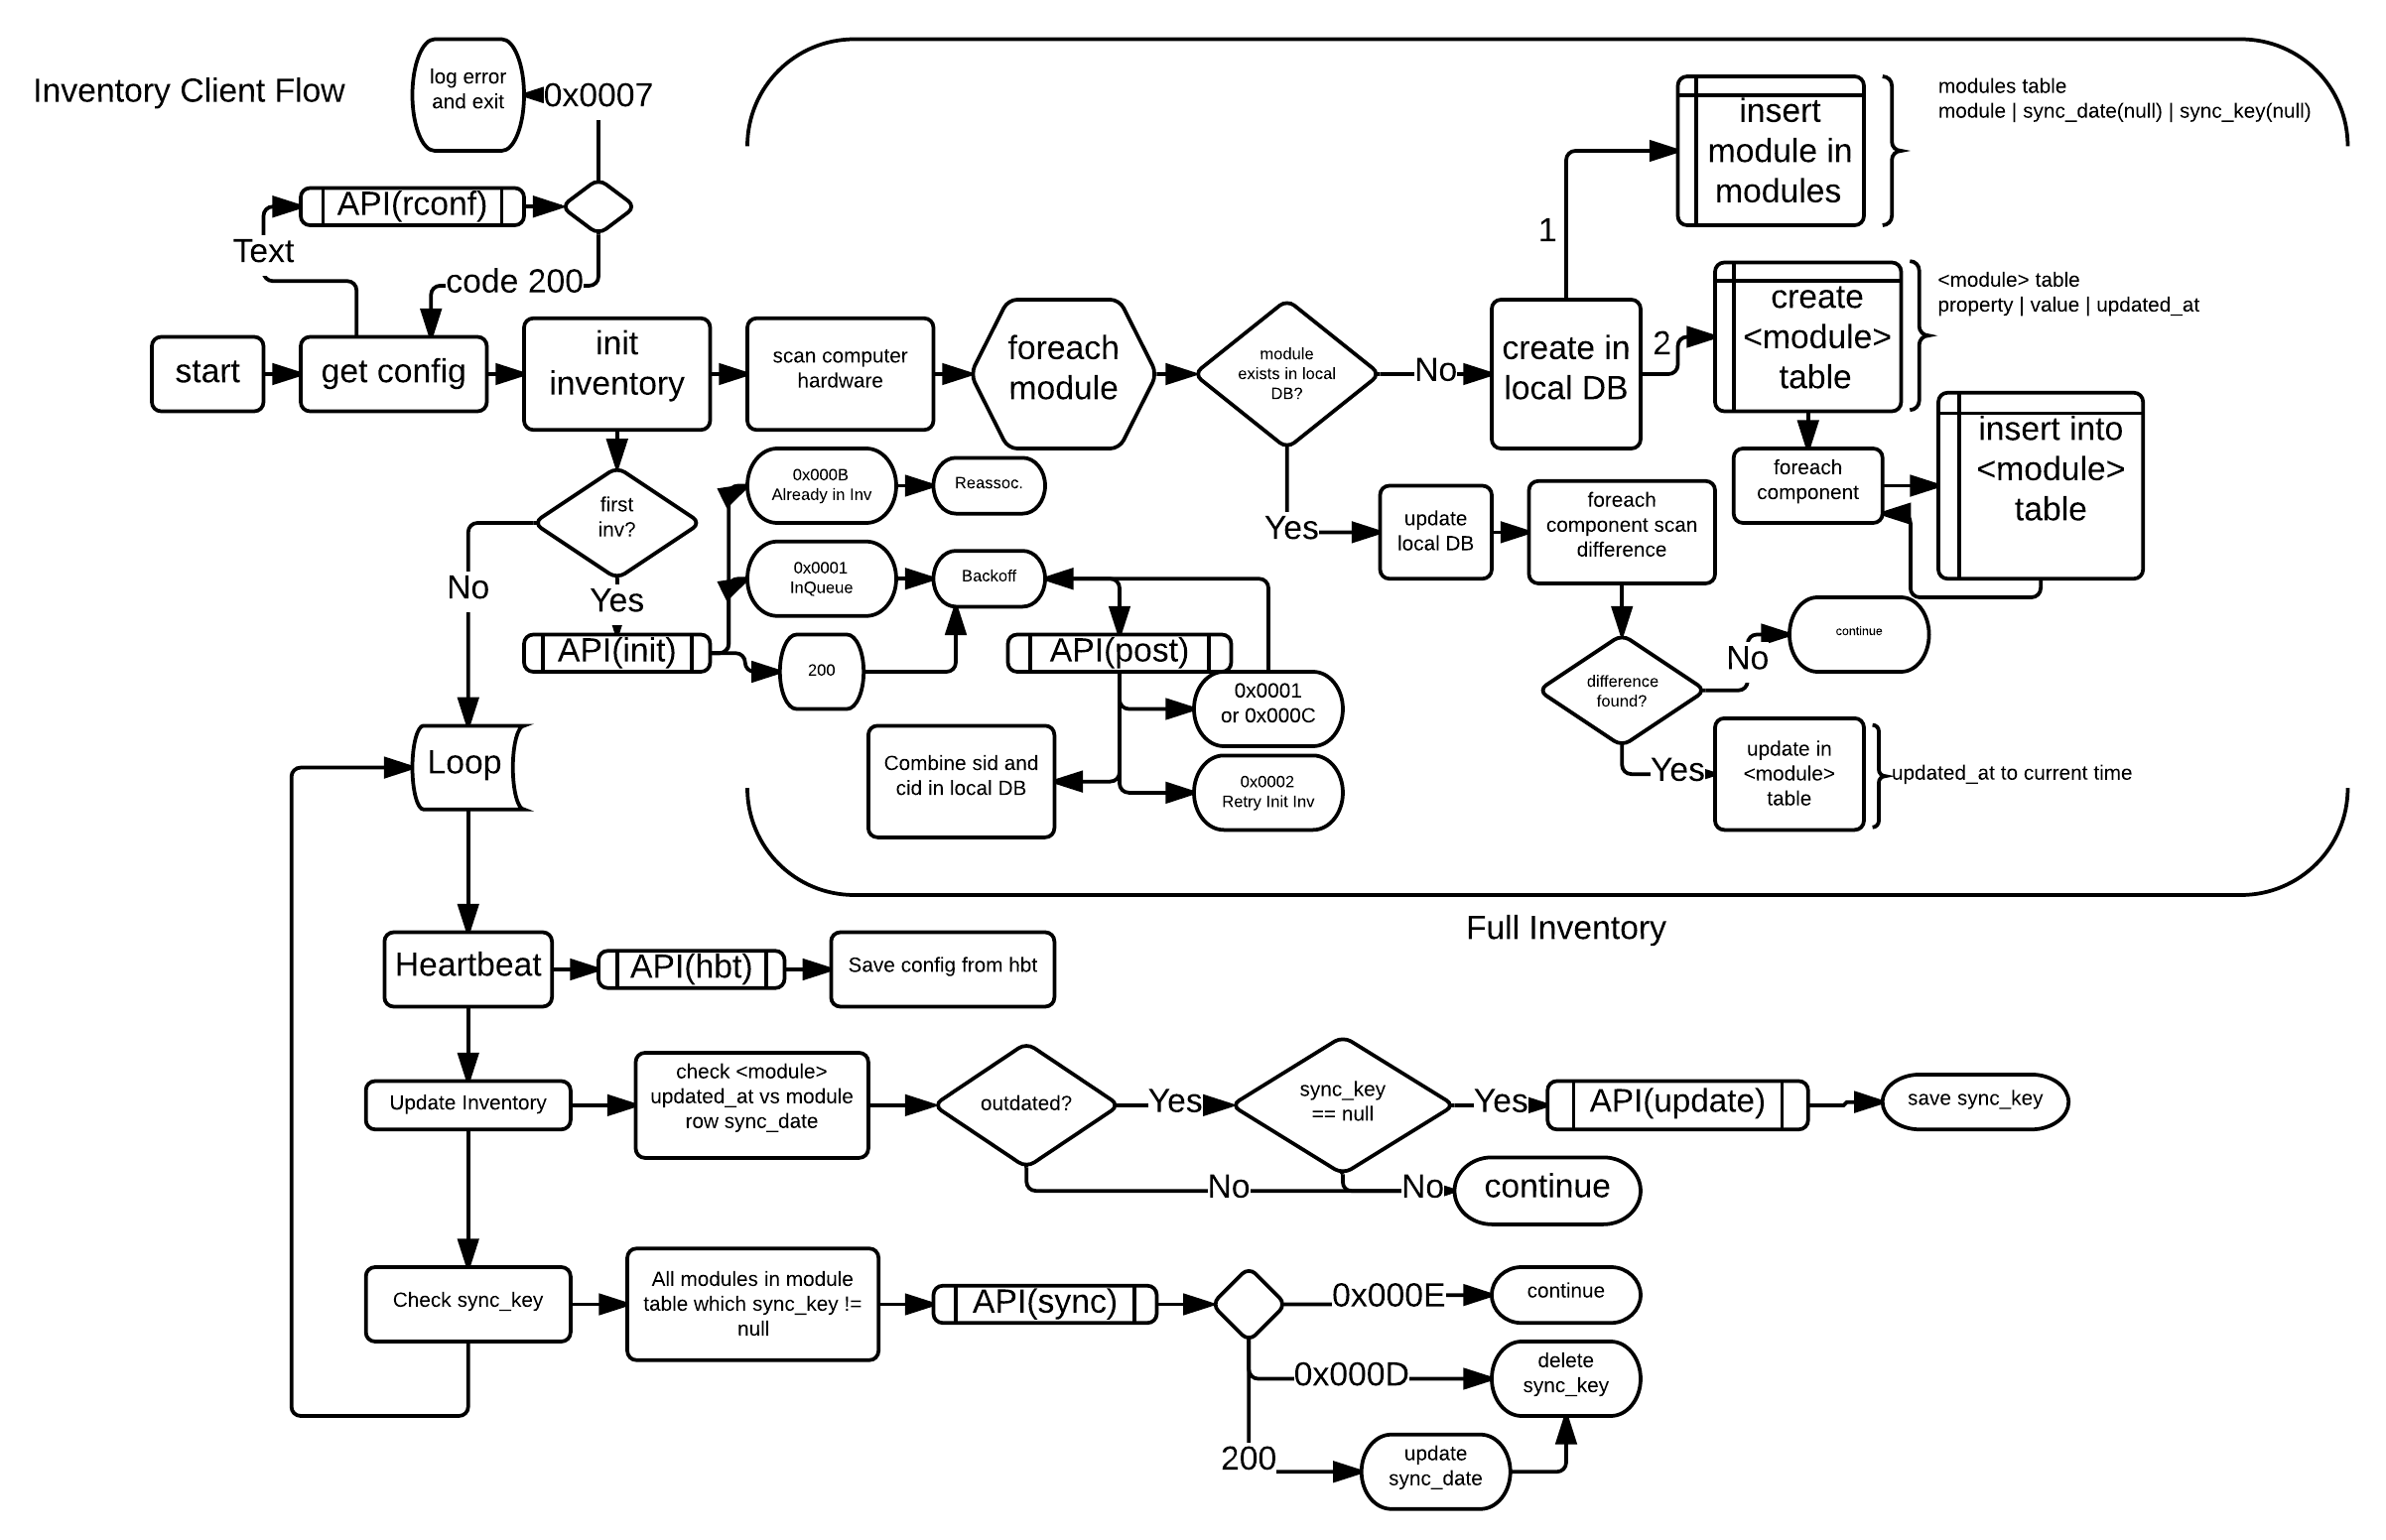 Inventory Client Flow
log error
and exit
0x0007
API(rconf)
Text
code 200
start
get config
init
inventory
scan computer
hardware
foreach
module
module
exists in local
DB?
No
create in
local DB
1
insert
module in
modules
modules table
module | sync_date(null) | sync_key(null)
2
create
<module>
table
<module> table
property | value | updated_at
foreach
component
insert into
<module>
table
Yes
update
local DB
foreach
component scan
difference
difference
found?
No
continue
Yes
update in
<module>
table
updated_at to current time
first
inv?
No
Yes
API(init)
0x000B
Already in Inv
Reassoc.
0x0001
InQueue
Backoff
200
API(post)
0x0001
or 0x000C
0x0002
Retry Init Inv
Combine sid and
cid in local DB
Full Inventory
Loop
Heartbeat
API(hbt)
Save config from hbt
Update Inventory
check <module>
updated_at vs module
row sync_date
outdated?
Yes
sync_key
== null
Yes
API(update)
save sync_key
No
No
continue
Check sync_key
All modules in module
table which sync_key !=
null
API(sync)
0x000E
continue
0x000D
delete
sync_key
200
update
sync_date